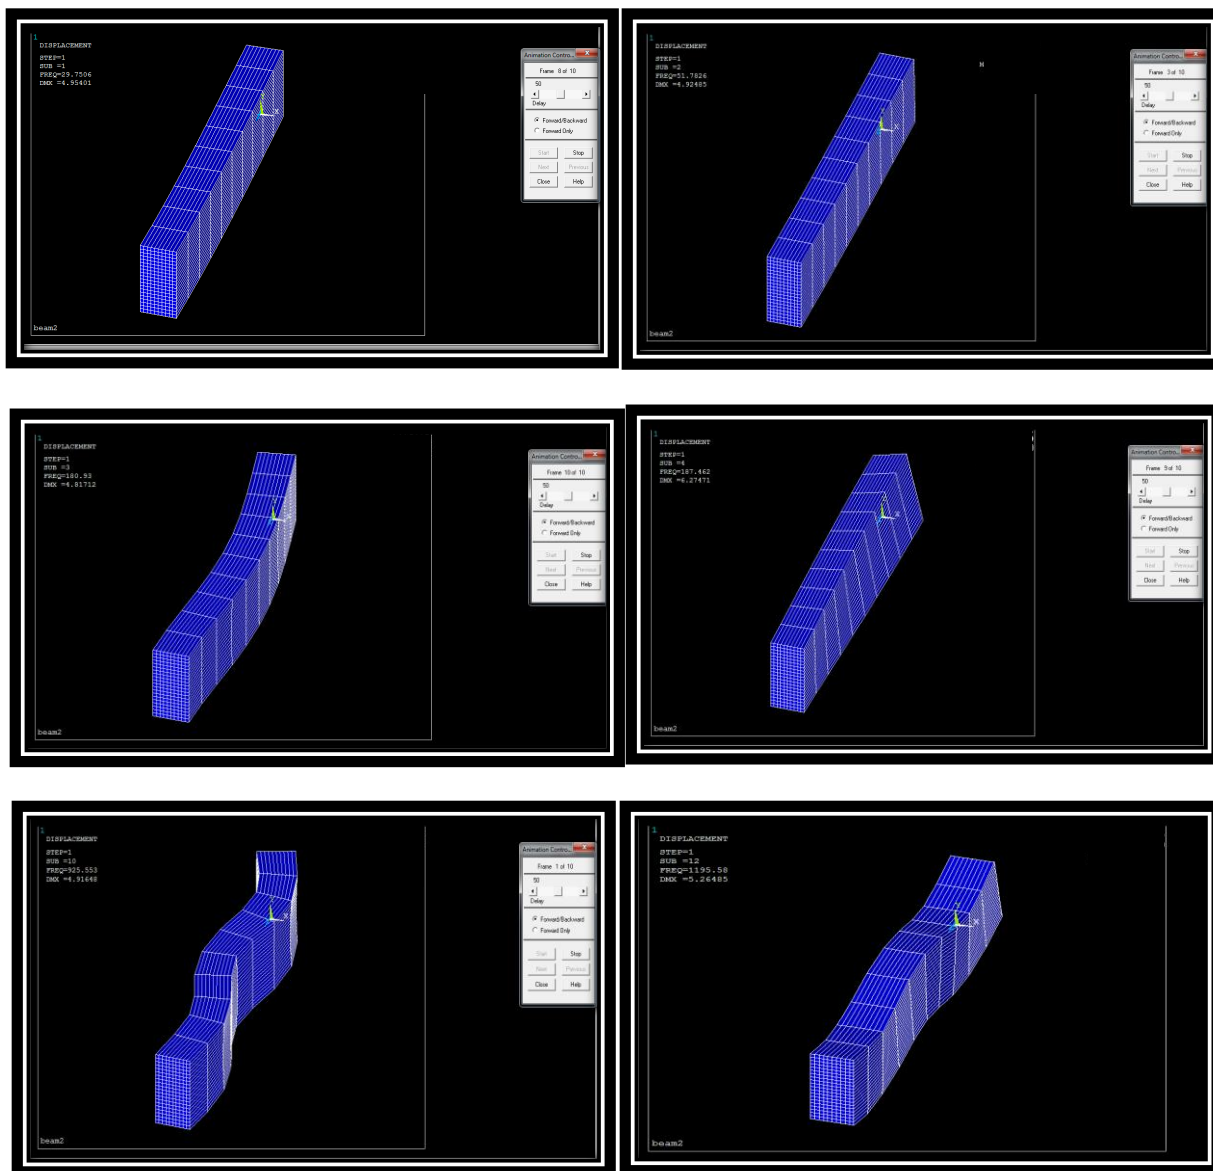 1
DISPLACEMENT
STEP=1
SUB =1
FREQ=29.7506
DMX =4.95401
X
beam2
Animation Contro...
Frame 8 of 10
50
Delay
Forward/Backward
Forward Only
Start Stop
Next Previous
Close Help
1
DISPLACEMENT
STEP=1
SUB =2
FREQ=51.7826
DMX =4.92485
X
beam2
Animation Contro...
Frame 3 of 10
50
Delay
Forward/Backward
Forward Only
Start Stop
Next Previous
Close Help
1
DISPLACEMENT
STEP=1
SUB =3
FREQ=180.93
DMX =4.81712
X
beam2
Animation Contro...
Frame 10 of 10
50
Delay
Forward/Backward
Forward Only
Start Stop
Next Previous
Close Help
1
DISPLACEMENT
STEP=1
SUB =4
FREQ=187.462
DMX =6.27471
X
beam2
Animation Contro...
Frame 9 of 10
50
Delay
Forward/Backward
Forward Only
Start Stop
Next Previous
Close Help
1
DISPLACEMENT
STEP=1
SUB =10
FREQ=925.553
DMX =4.91648
X
beam2
Animation Contro...
Frame 1 of 10
50
Delay
Forward/Backward
Forward Only
Start Stop
Next Previous
Close Help
1
DISPLACEMENT
STEP=1
SUB =12
FREQ=1195.58
DMX =5.26485
Y
X
beam2